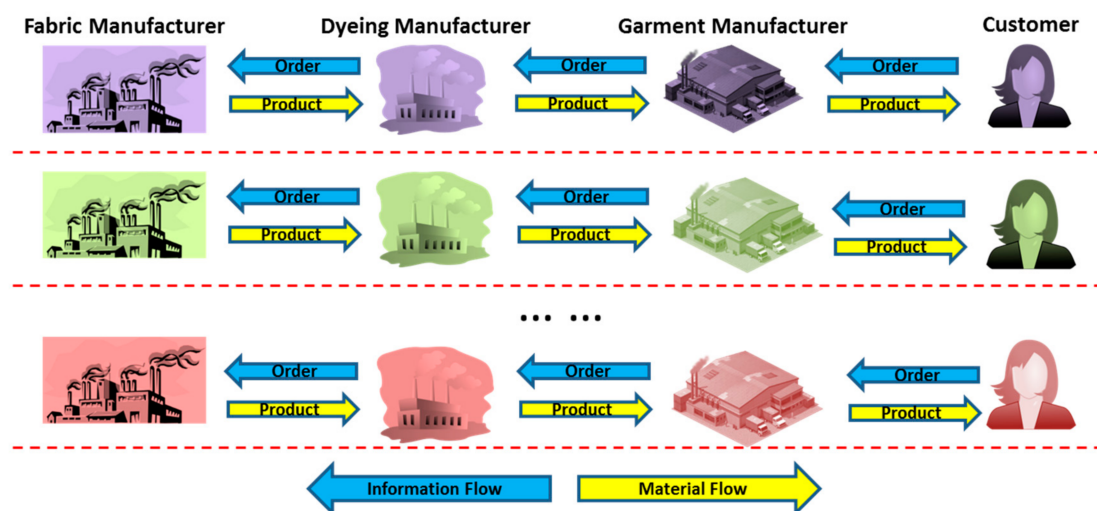 Fabric Manufacturer Dyeing Manufacturer Garment Manufacturer Customer
Order Order Order
Product Product Product
Order Order Order
Product Product Product
... ...
Order Order Order
Product Product Product
Information Flow Material Flow